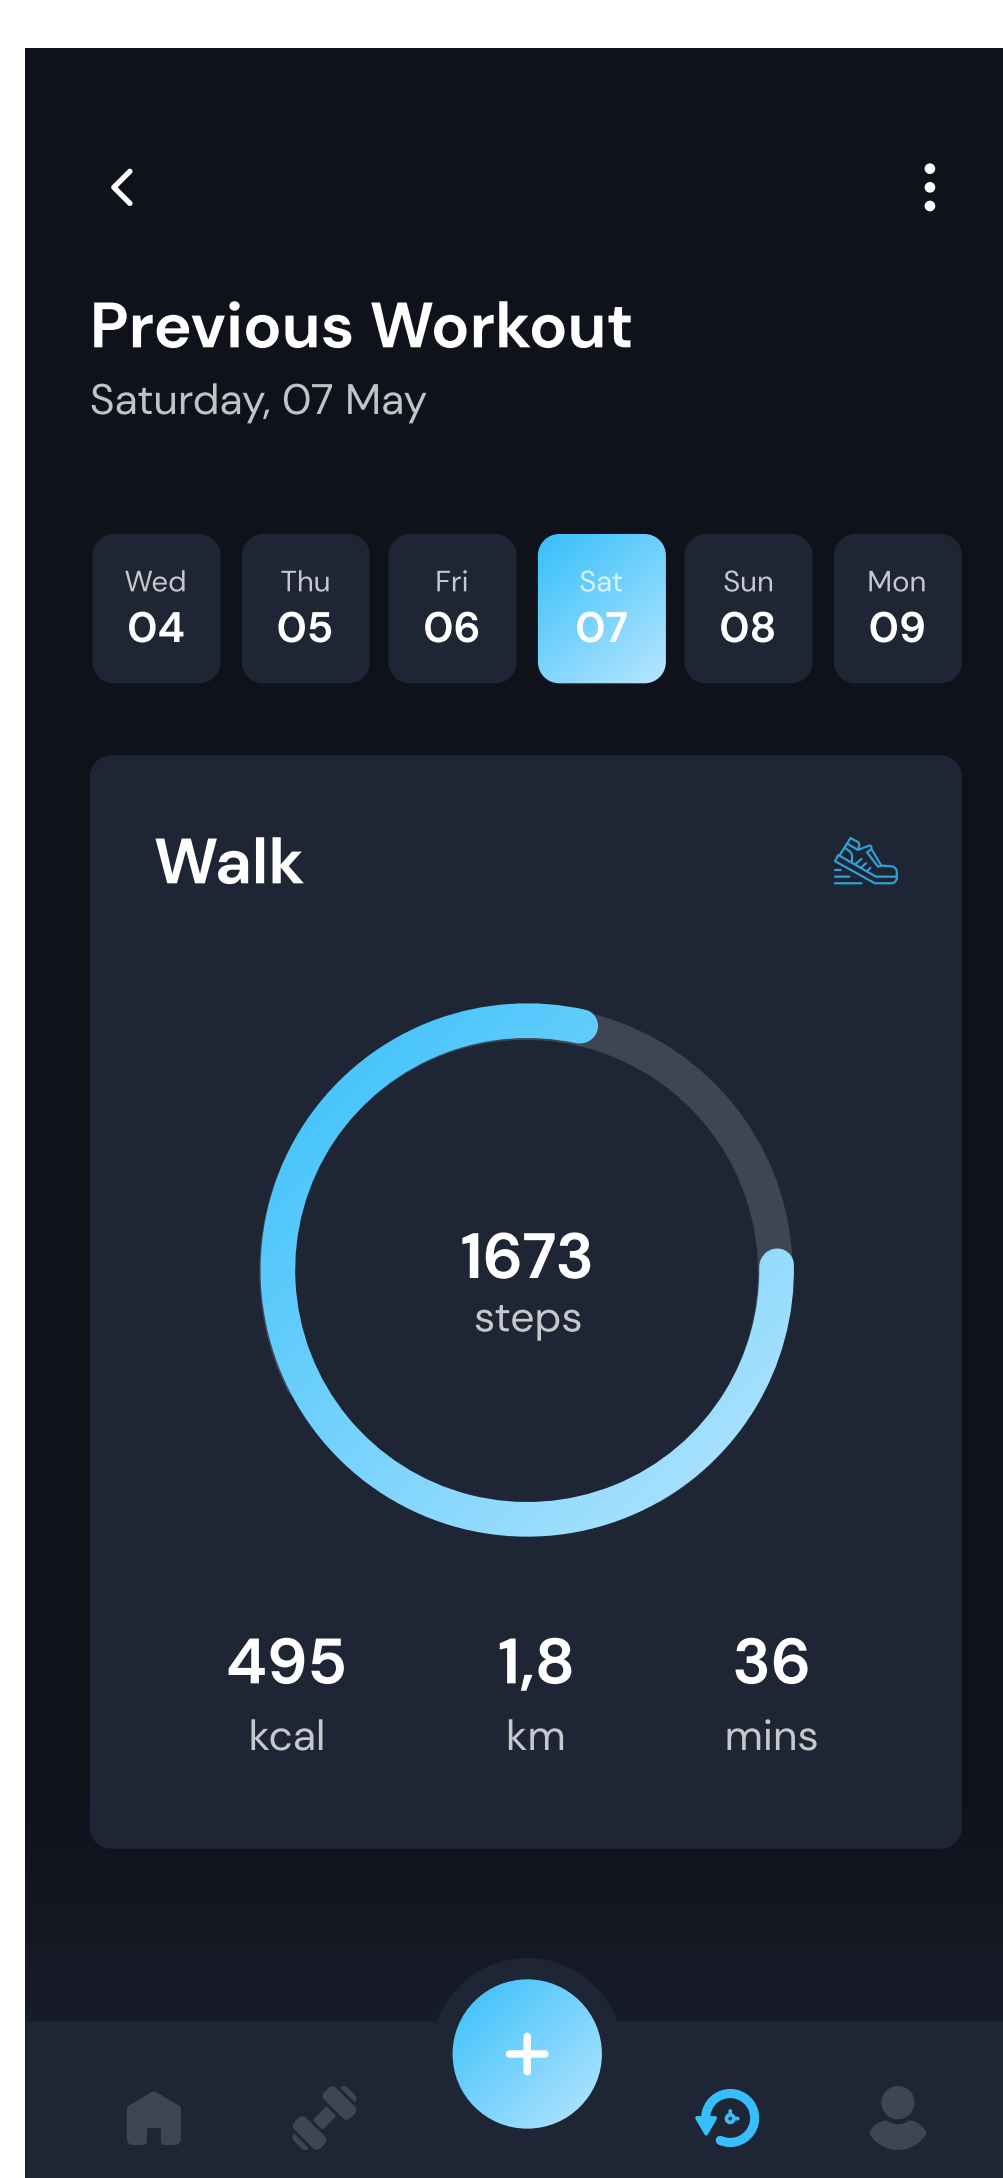 Previous Workout
Saturday, 07 May
Wed Thu Fri Sat Sun Mon
04 05 06 07 08 09
Walk
1673
steps
495 1,8 36
kcal km mins